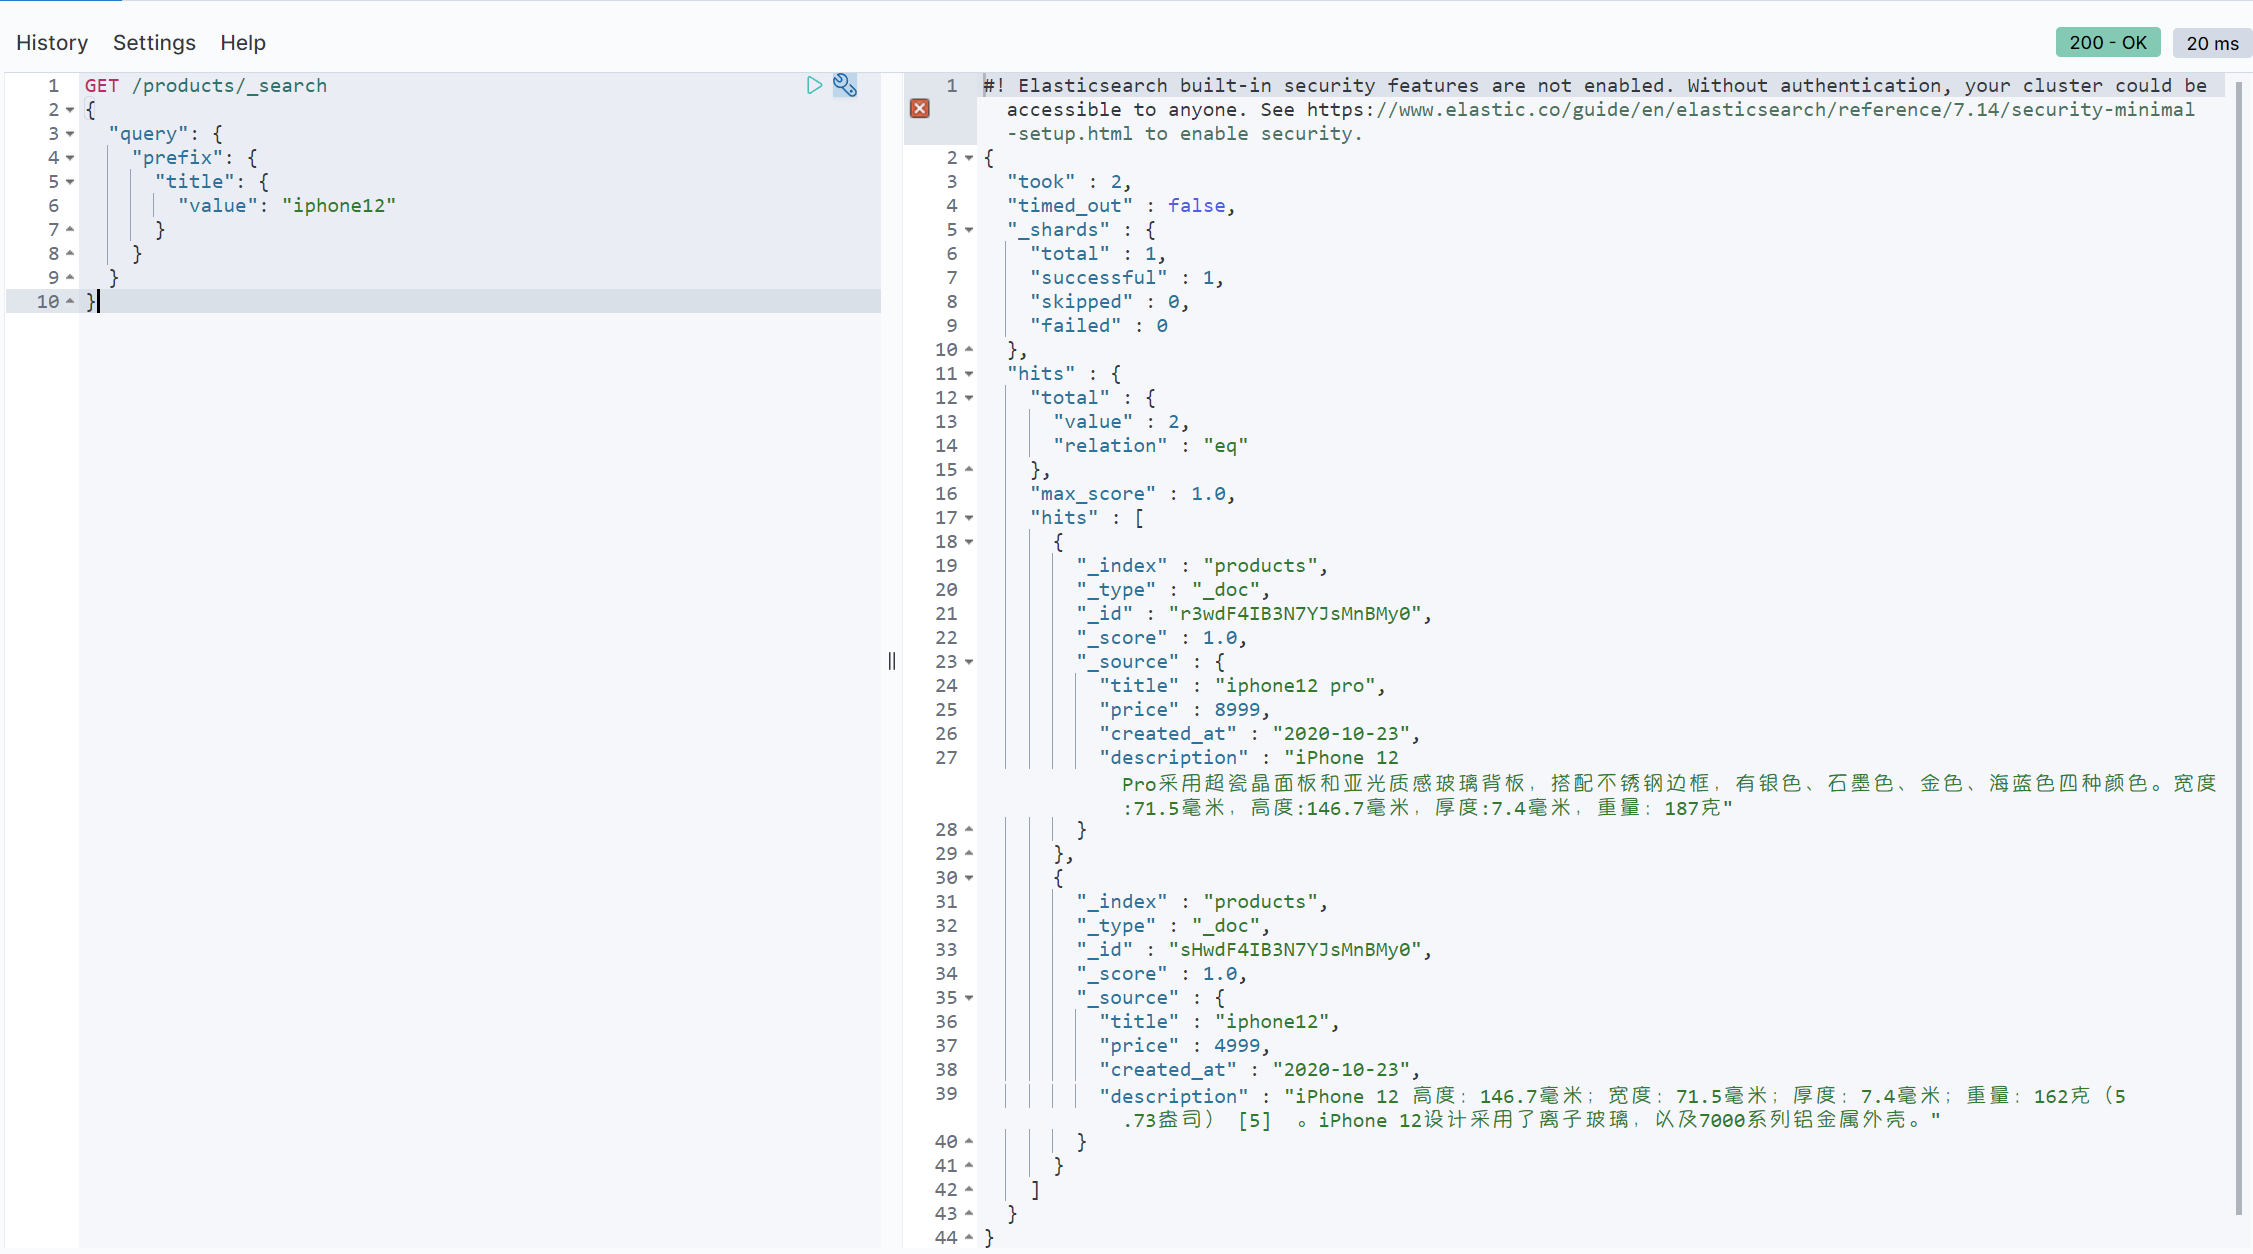 History Settings Help
200 - OK 20 ms
1 GET /products/_search
2 {
3 "query": {
4 "prefix": {
5 "title": {
6 "value": "iphone12"
7 }
8 }
9 }
10 }
1 #! Elasticsearch built-in security features are not enabled. Without authentication, your cluster could be
accessible to anyone. See https://www.elastic.co/guide/en/elasticsearch/reference/7.14/security-minimal
-setup.html to enable security.
2 {
3 "took" : 2,
4 "timed_out" : false,
5 "_shards" : {
6 "total" : 1,
7 "successful" : 1,
8 "skipped" : 0,
9 "failed" : 0
10 },
11 "hits" : {
12 "total" : {
13 "value" : 2,
14 "relation" : "eq"
15 },
16 "max_score" : 1.0,
17 "hits" : [
18 {
19 "_index" : "products",
20 "_type" : "_doc",
21 "_id" : "r3wdF4IB3N7YJsMnBMy0",
22 "_score" : 1.0,
23 "_source" : {
24 "title" : "iphone12 pro",
25 "price" : 8999,
26 "created_at" : "2020-10-23",
27 "description" : "iPhone 12
Pro采用超瓷晶面板和亚光质感玻璃背板，搭配不锈钢边框，有银色、石墨色、金色、海蓝色四种颜色。宽度
:71.5毫米，高度:146.7毫米，厚度:7.4毫米，重量：187克"
28 }
29 },
30 {
31 "_index" : "products",
32 "_type" : "_doc",
33 "_id" : "sHwdF4IB3N7YJsMnBMy0",
34 "_score" : 1.0,
35 "_source" : {
36 "title" : "iphone12",
37 "price" : 4999,
38 "created_at" : "2020-10-23",
39 "description" : "iPhone 12 高度：146.7毫米；宽度：71.5毫米；厚度：7.4毫米；重量：162克（5
.73盎司） [5] 。iPhone 12设计采用了离子玻璃，以及7000系列铝金属外壳。"
40 }
41 }
42 ]
43 }
44 }